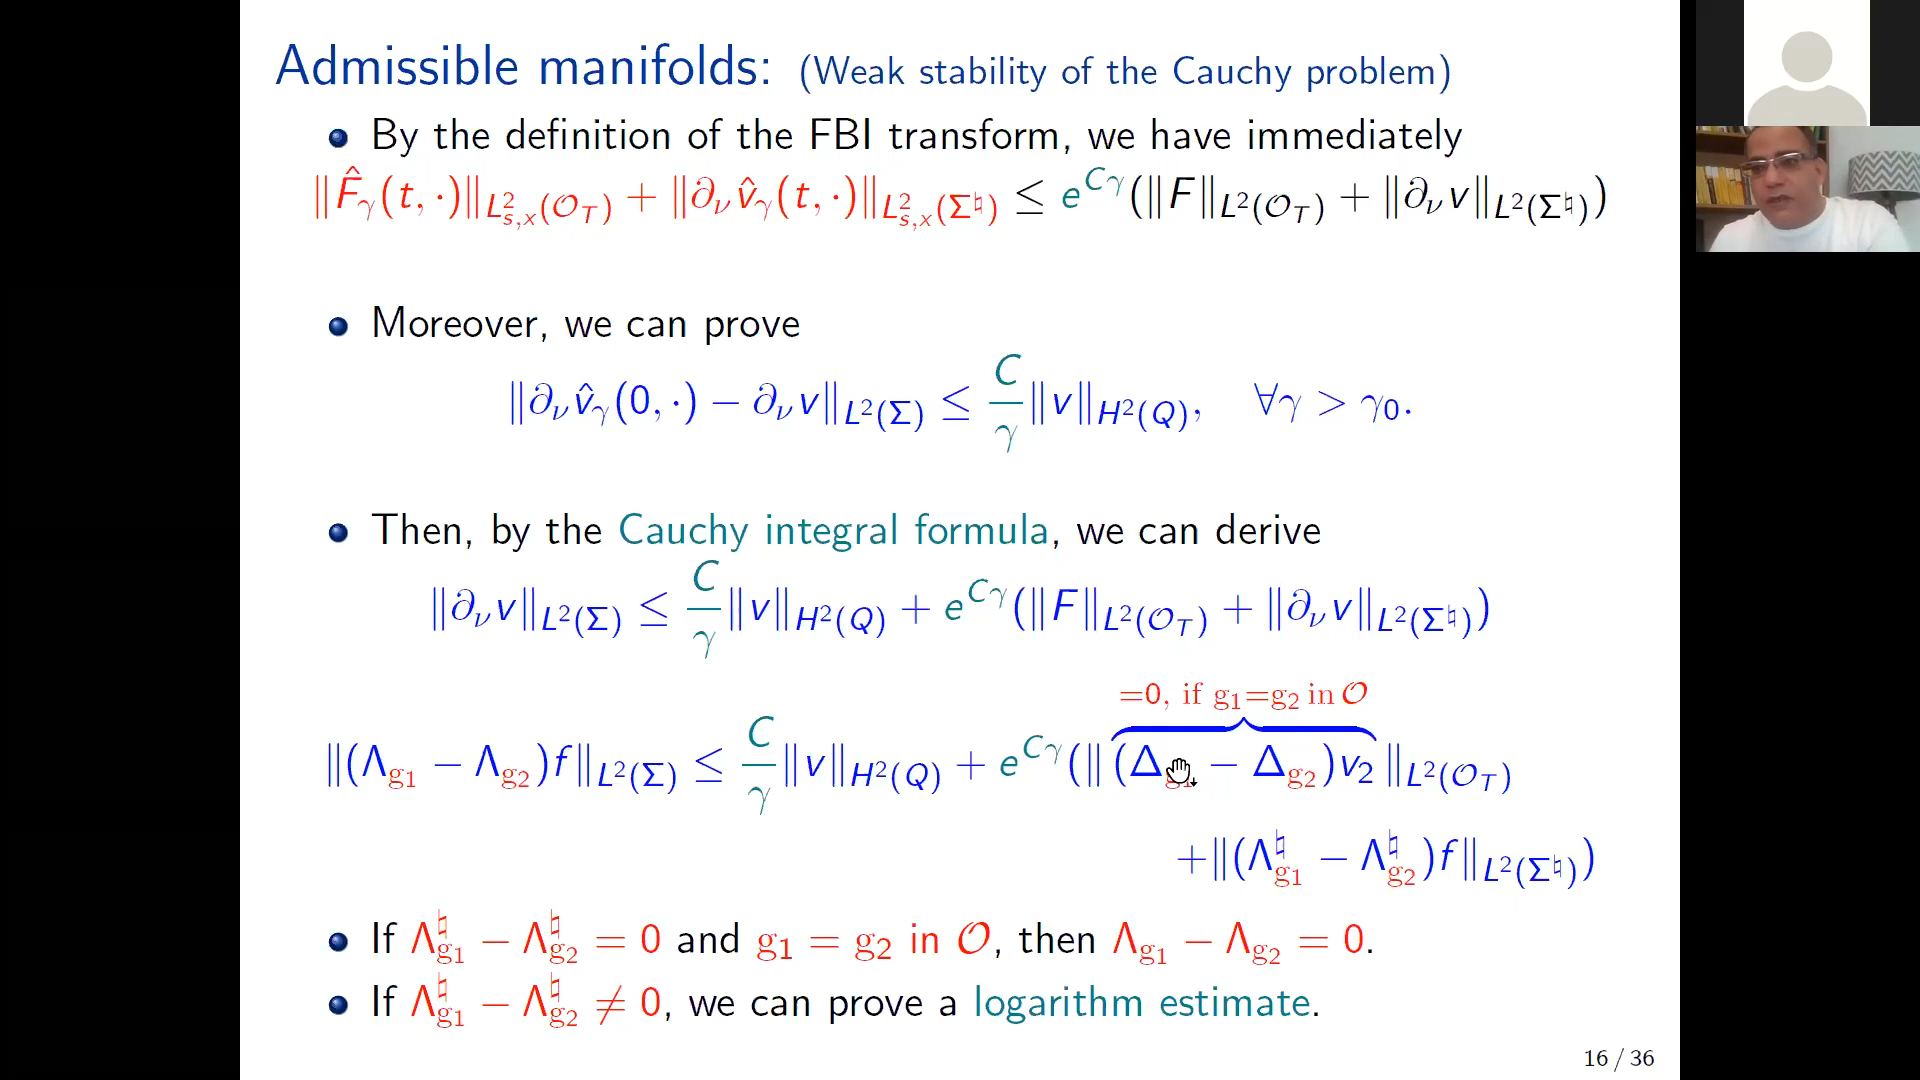 Admissible manifolds: (Weak stability of the Cauchy problem)
By the definition of the FBI transform, we have immediately
‖F̂_γ(t, ·)‖_{L²_{s,x}(𝒪_T)} + ‖∂_ν v̂_γ(t, ·)‖_{L²_{s,x}(Σ^♮)} ≤ e^{Cγ}(‖F‖_{L²(𝒪_T)} + ‖∂_ν v‖_{L²(Σ^♮)})
Moreover, we can prove
‖∂_ν v̂_γ(0, ·) − ∂_ν v‖_{L²(Σ)} ≤ C/γ ‖v‖_{H²(Q)}, ∀γ > γ₀.
Then, by the Cauchy integral formula, we can derive
‖∂_ν v‖_{L²(Σ)} ≤ C/γ ‖v‖_{H²(Q)} + e^{Cγ}(‖F‖_{L²(𝒪_T)} + ‖∂_ν v‖_{L²(Σ^♮)})
=0, if g₁=g₂ in 𝒪
‖(Λ_{g₁} − Λ_{g₂})f‖_{L²(Σ)} ≤ C/γ ‖v‖_{H²(Q)} + e^{Cγ}(‖(Δ_{g₁} − Δ_{g₂})v₂‖_{L²(𝒪_T)}
+‖(Λ^♮_{g₁} − Λ^♮_{g₂})f‖_{L²(Σ^♮)})
If Λ^♮_{g₁} − Λ^♮_{g₂} = 0 and g₁ = g₂ in 𝒪, then Λ_{g₁} − Λ_{g₂} = 0.
If Λ^♮_{g₁} − Λ^♮_{g₂} ≠ 0, we can prove a logarithm estimate.
16 / 36